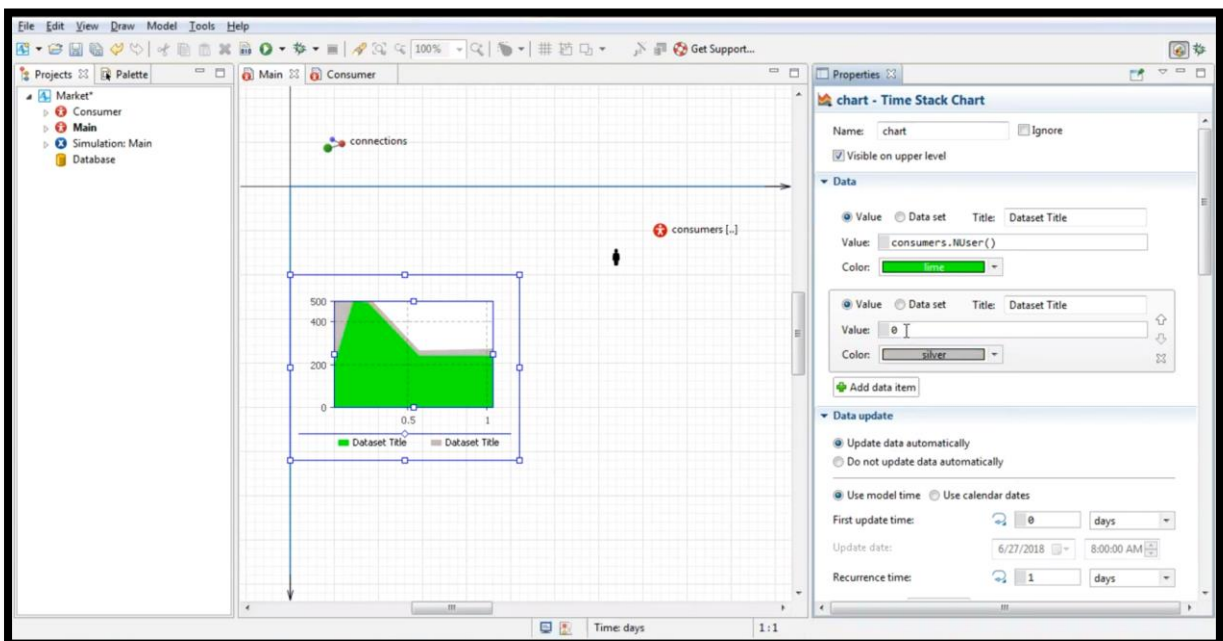 File Edit View Draw Model Tools Help
100% Get Support...
Projects Palette
Main Consumer
Properties
Market*
Consumer
Main
Simulation: Main
Database
connections
consumers [..]
500
400
200
0
0.5 1
Dataset Title Dataset Title
chart - Time Stack Chart
Name: chart Ignore
Visible on upper level
Data
Value Data set Title: Dataset Title
Value: consumers.NUser()
Color: lime
Value Data set Title: Dataset Title
Value: 0
Color: silver
Add data item
Data update
Update data automatically
Do not update data automatically
Use model time Use calendar dates
First update time: 0 days
Update date: 6/27/2018 8:00:00 AM
Recurrence time: 1 days
Time: days 1:1